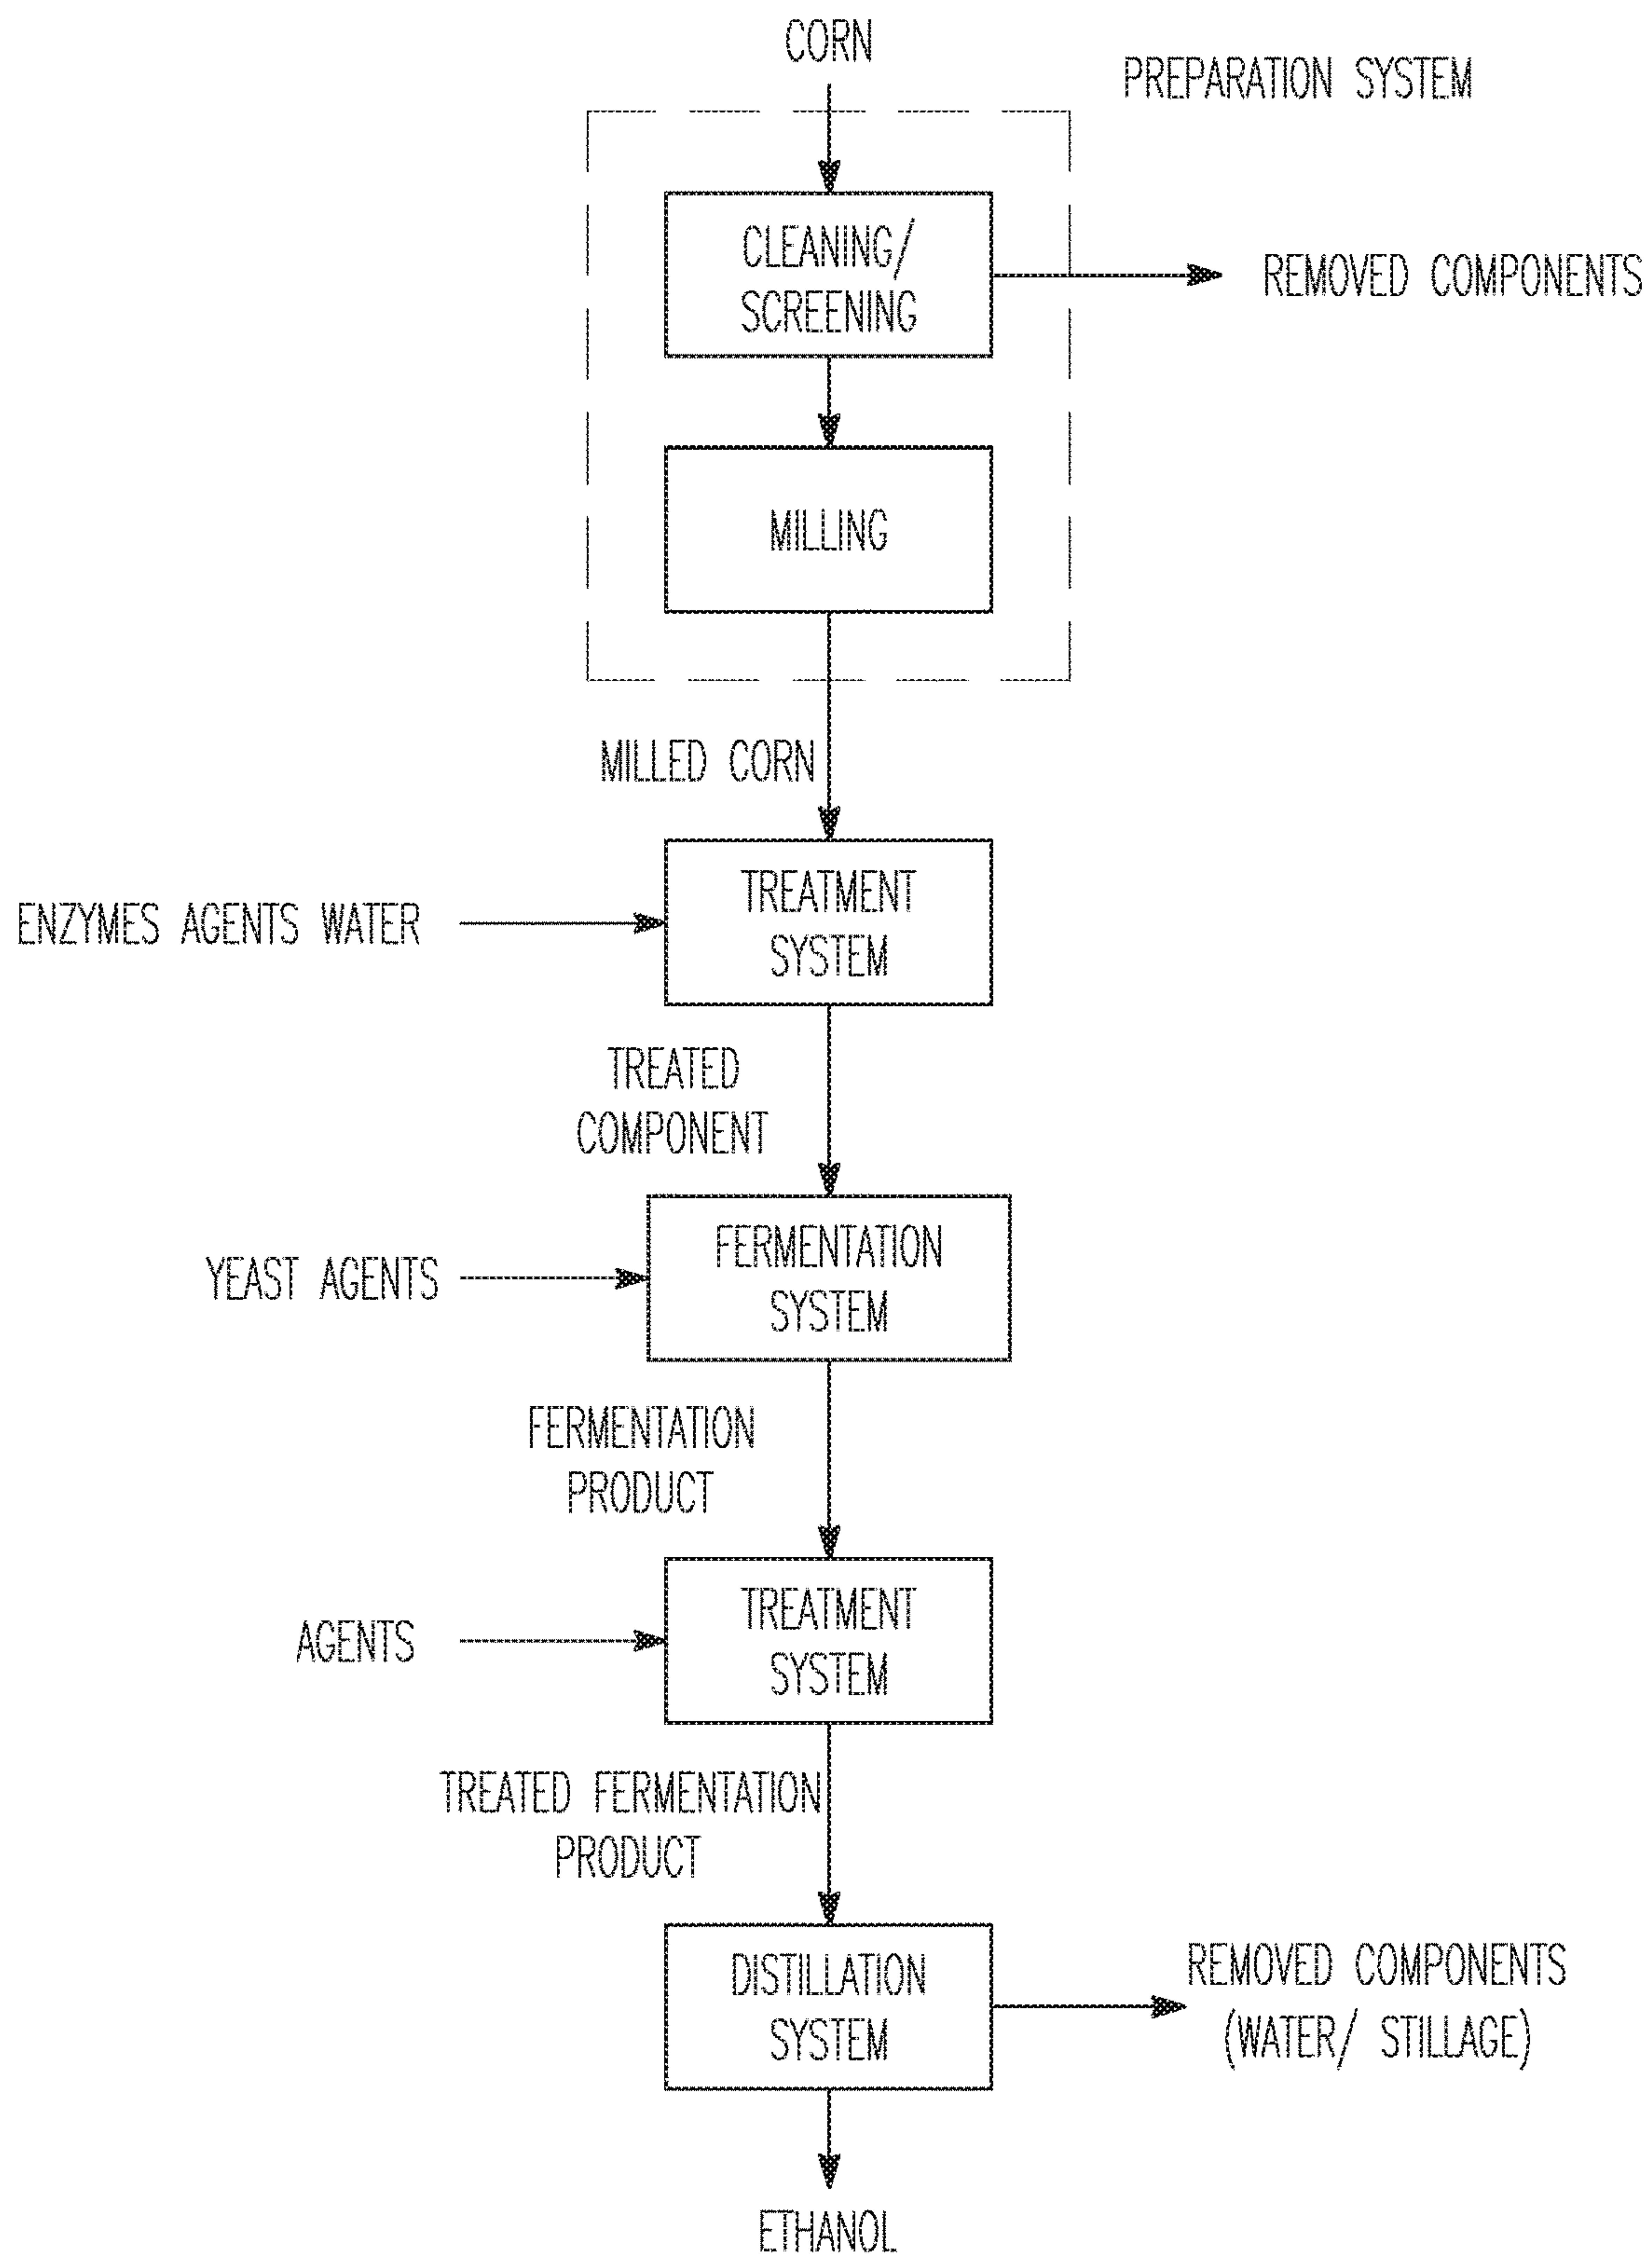 CORN
PREPARATION SYSTEM
CLEANING/
SCREENING
REMOVED COMPONENTS
MILLING
MILLED CORN
TREATMENT
SYSTEM
ENZYMES AGENTS WATER
TREATED
COMPONENT
FERMENTATION
SYSTEM
YEAST AGENTS
FERMENTATION
PRODUCT
TREATMENT
SYSTEM
AGENTS
TREATED FERMENTATION
PRODUCT
DISTILLATION
SYSTEM
REMOVED COMPONENTS
(WATER/ STILLAGE)
ETHANOL